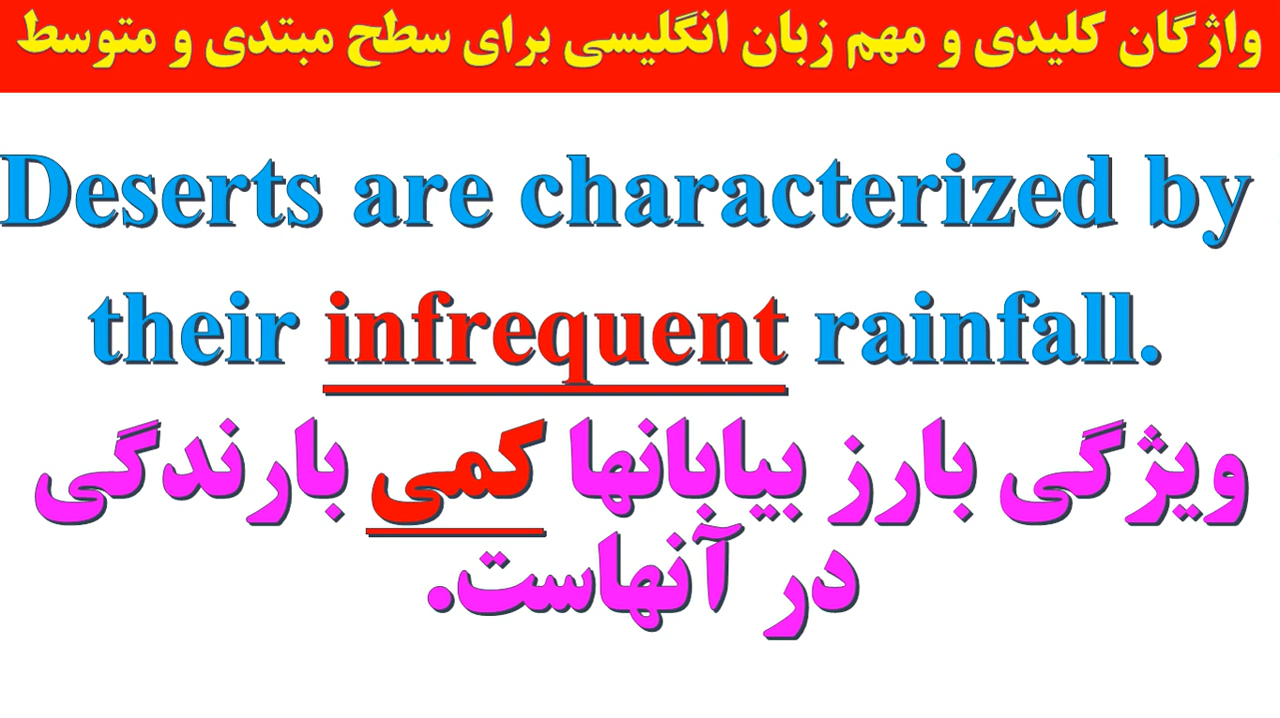 واژگان کلیدی و مهم زبان انگلیسی برای سطح مبتدی و متوسط
Deserts are characterized by
their infrequent rainfall.
ویژگی بارز بیابانها کمی بارندگی
در آنهاست.